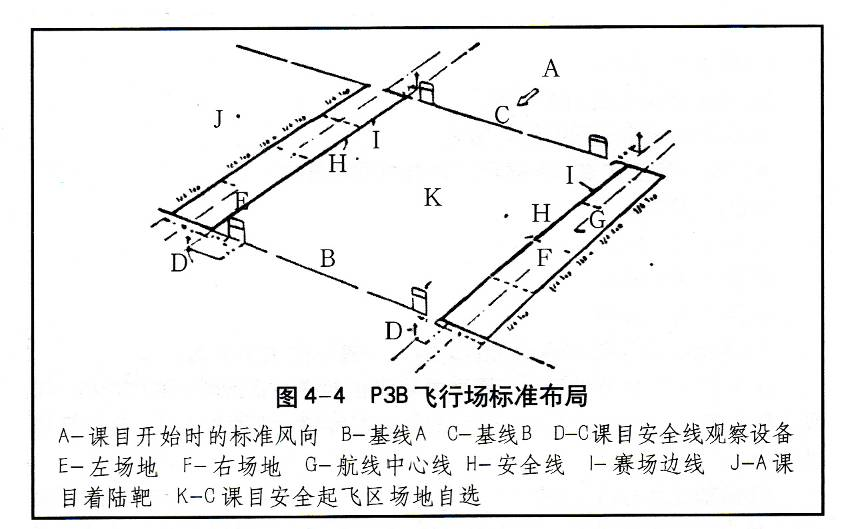 A
J
C
I
H
I
E
K
H
G
D
B
F
D
图4-4 P3B飞行场标准布局
A-课目开始时的标准风向 B-基线A C-基线B D-C课目安全线观察设备
E-左场地 F-右场地 G-航线中心线 H-安全线 I-赛场边线 J-A课
目着陆靶 K-C课目安全起飞区场地自选